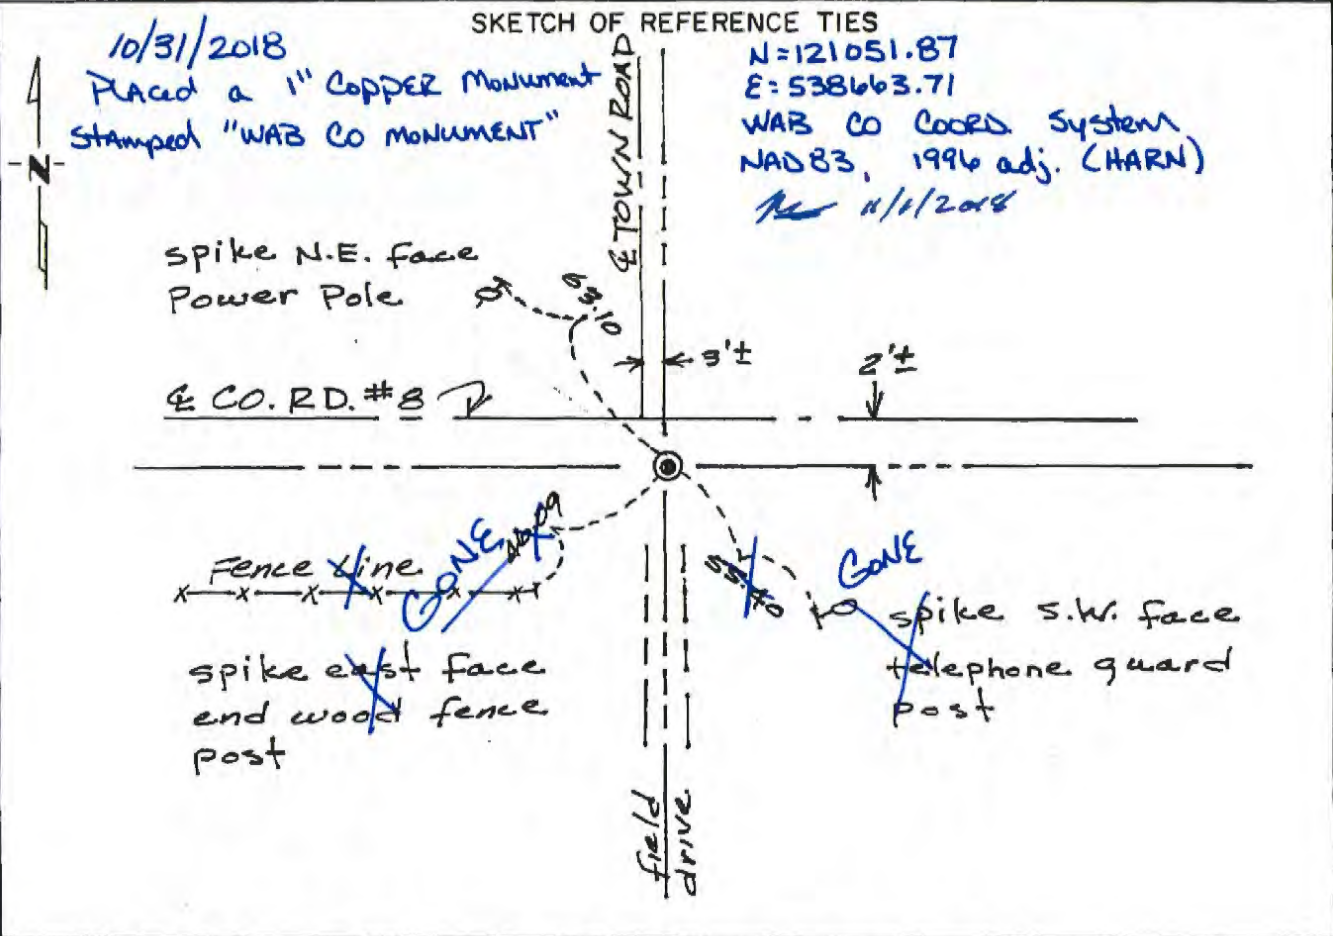 SKETCH OF REFERENCE TIES
10/31/2018
Placed a 1" Copper Monument
Stamped "WAB Co MONUMENT"
N=121051.87
E=538663.71
WAB CO COORD. System
NAD83, 1996 adj. (HARN)
11/1/2018
N
℄ TOWN ROAD
spike N.E. face
Power Pole
53.10
3'±
2'±
℄ CO. RD. #8
Fence Line
GONE
spike east face
end wood fence
post
GONE
spike S.W. face
telephone guard
post
field
drive